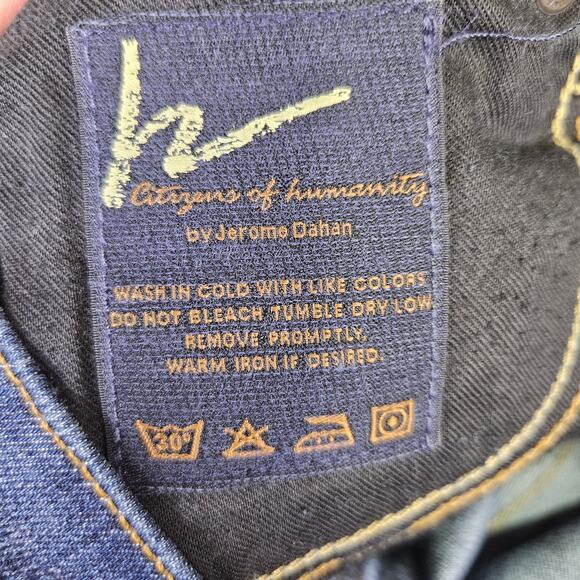 h
Citizens of humanity
by Jerome Dahan
WASH IN COLD WITH LIKE COLORS
DO NOT BLEACH TUMBLE DRY LOW
REMOVE PROMPTLY,
WARM IRON IF DESIRED.
30°